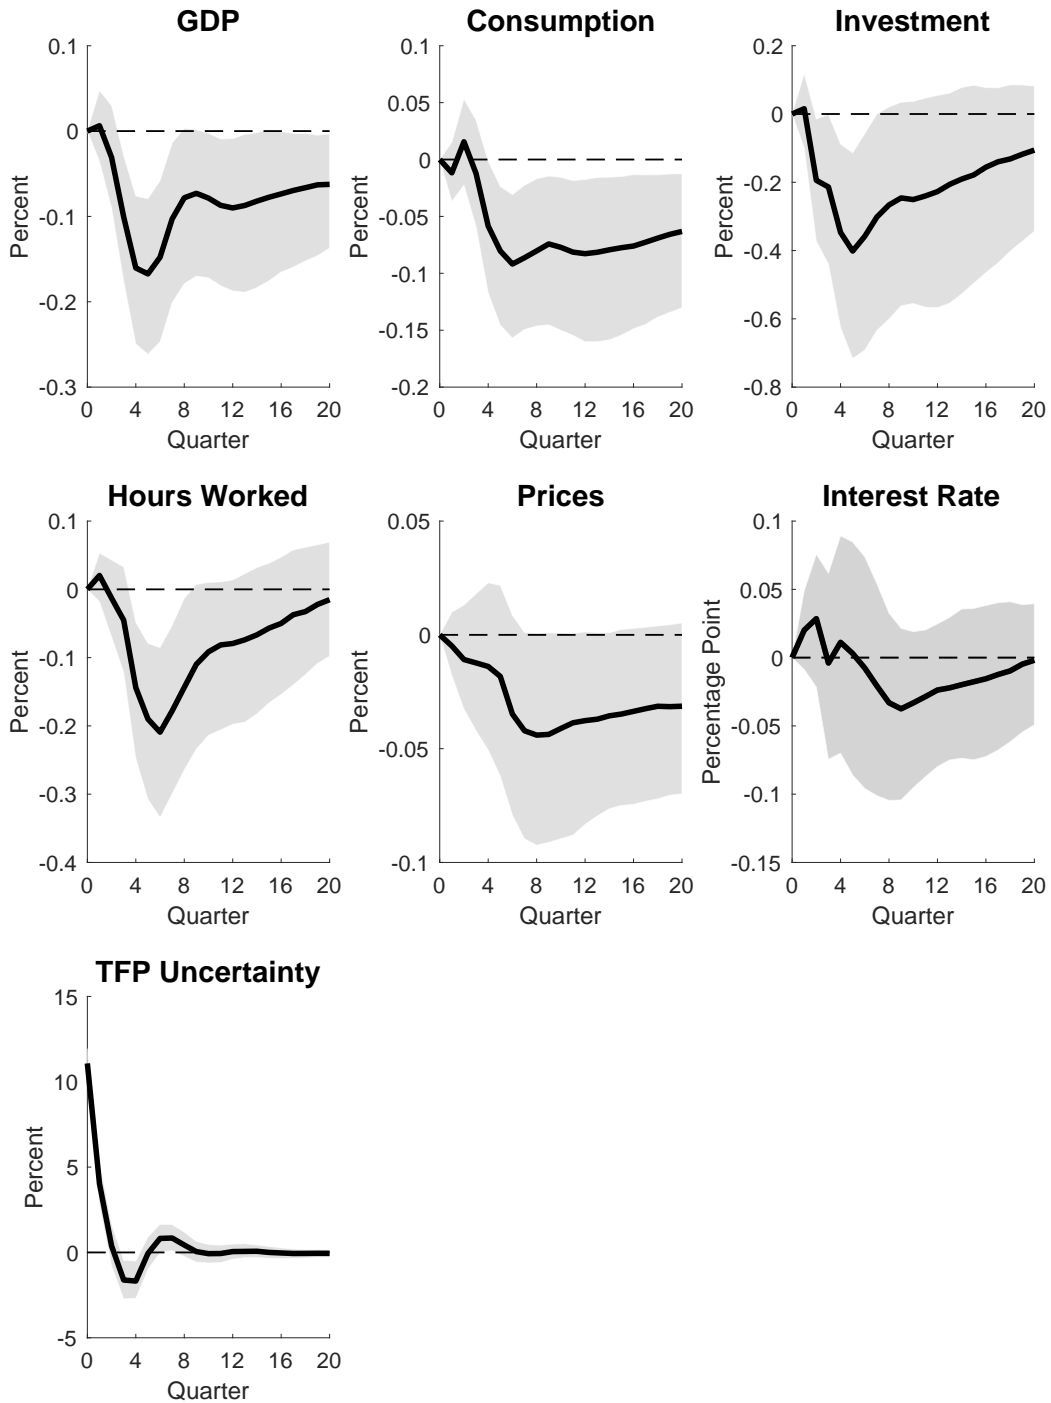 GDP
0.1
0
-0.1
-0.2
-0.3
Percent
0 4 8 12 16 20
Quarter
Consumption
0.1
0.05
0
-0.05
-0.1
-0.15
-0.2
Percent
0 4 8 12 16 20
Quarter
Investment
0.2
0
-0.2
-0.4
-0.6
-0.8
Percent
0 4 8 12 16 20
Quarter
Hours Worked
0.1
0
-0.1
-0.2
-0.3
-0.4
Percent
0 4 8 12 16 20
Quarter
Prices
0.05
0
-0.05
-0.1
Percent
0 4 8 12 16 20
Quarter
Interest Rate
0.1
0.05
0
-0.05
-0.1
-0.15
Percentage Point
0 4 8 12 16 20
Quarter
TFP Uncertainty
15
10
5
0
-5
Percent
0 4 8 12 16 20
Quarter